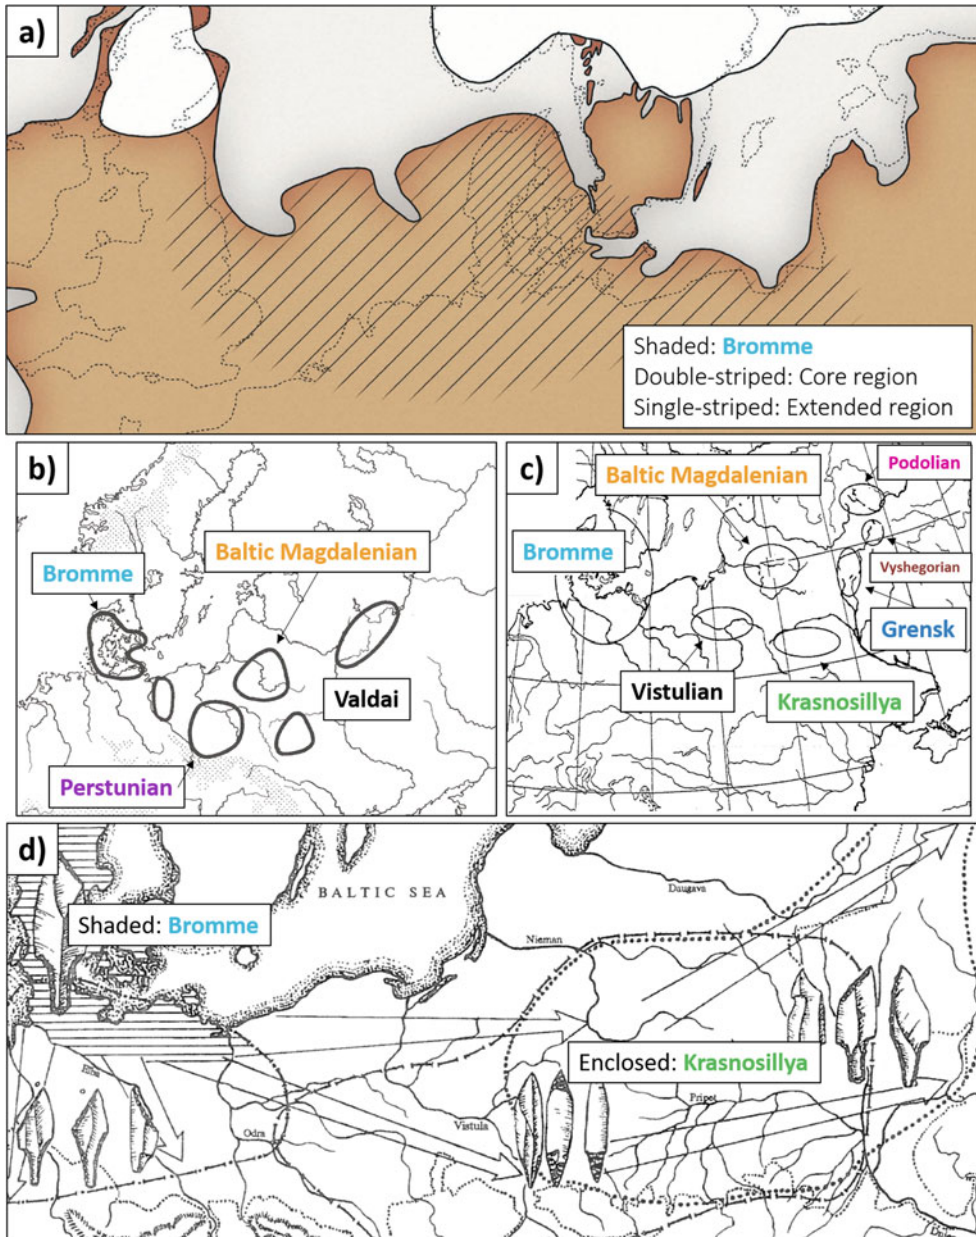 a)
Shaded: Bromme
Double-striped: Core region
Single-striped: Extended region
b)
Bromme
Baltic Magdalenian
Valdai
Perstunian
c)
Baltic Magdalenian
Podolian
Bromme
Vyshegorian
Grensk
Vistulian
Krasnosillya
d)
BALTIC SEA
Daugava
Shaded: Bromme
Nieman
Enclosed: Krasnosillya
Pripet
Vistula
Odra